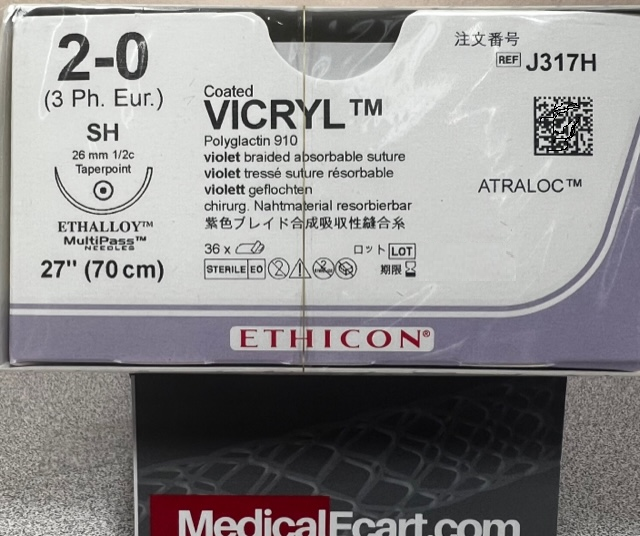 2-0
(3 Ph. Eur.)
SH
26 mm 1/2c
Taperpoint
ETHALLOY™
MultiPass™
NEEDLES
27" (70 cm)
Coated
VICRYL™
Polyglactin 910
violet braided absorbable suture
violet tressé suture résorbable
violett geflochten
chirurg. Nahtmaterial resorbierbar
紫色ブレイド合成吸収性縫合糸
36 x
STERILE EO
ロット LOT
期限
注文番号
REF J317H
ATRALOC™
ETHICON®
MedicalEcart.com